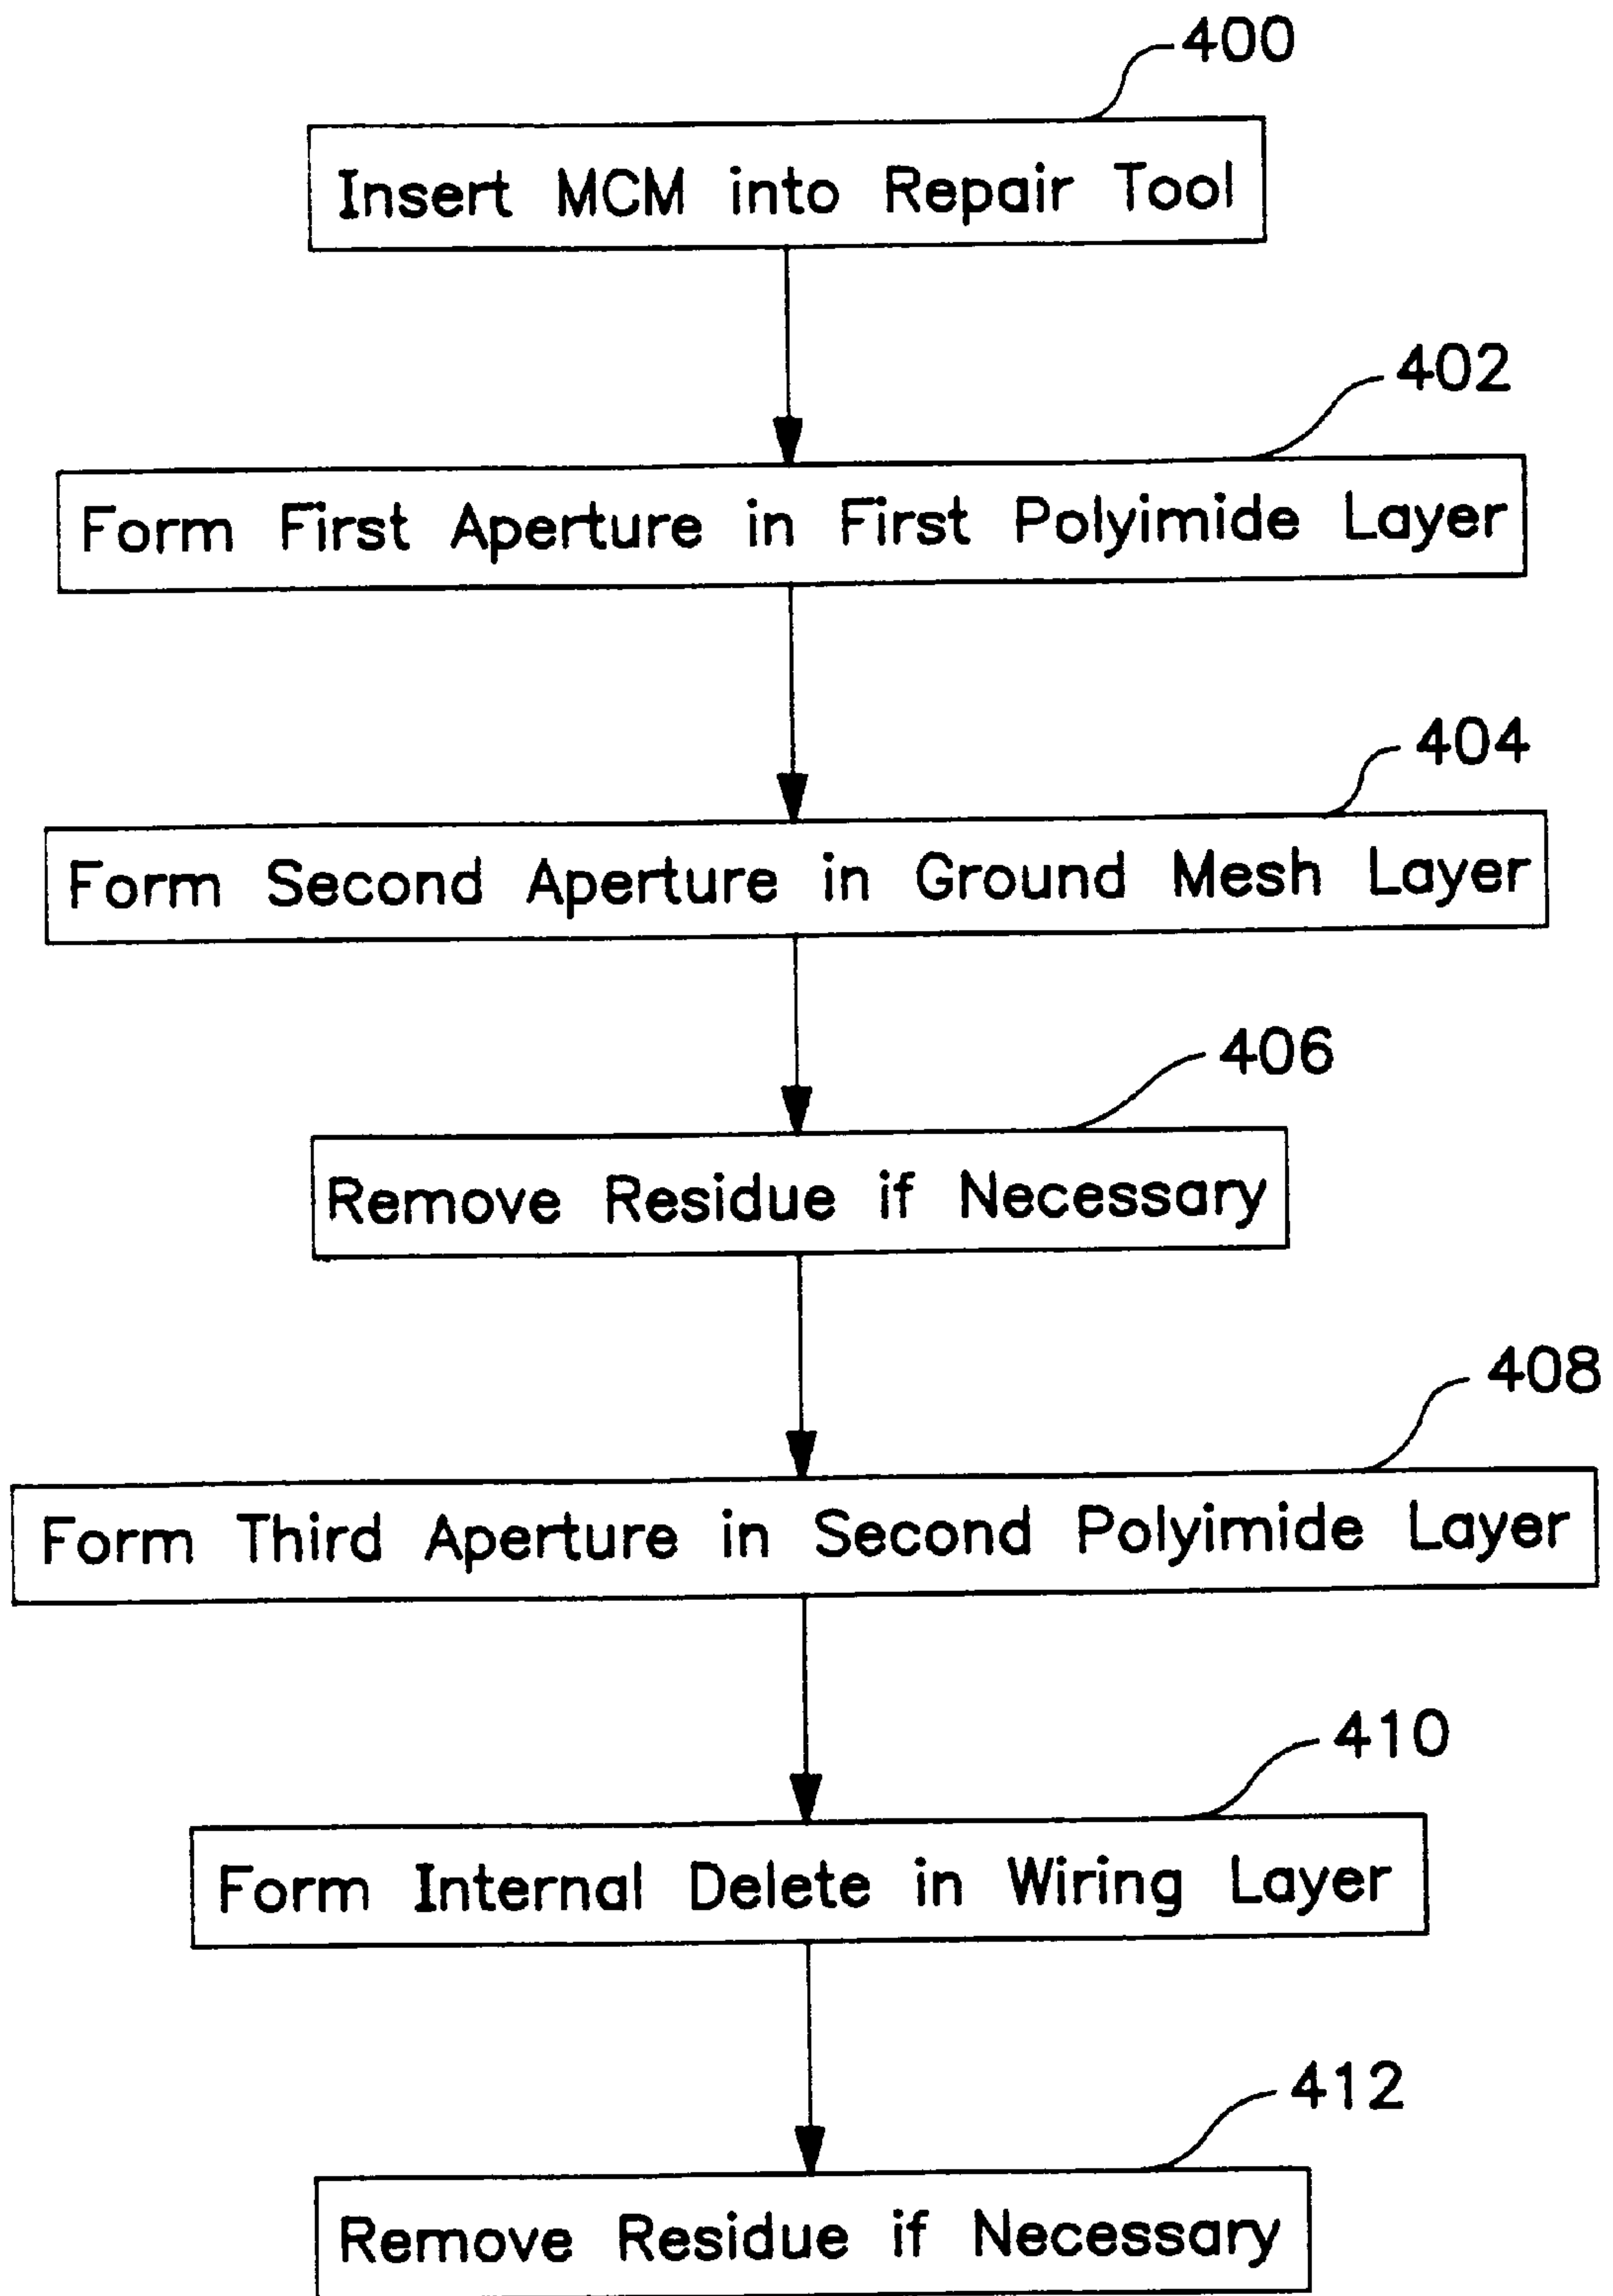 400
Insert MCM into Repair Tool
402
Form First Aperture in First Polyimide Layer
404
Form Second Aperture in Ground Mesh Layer
406
Remove Residue if Necessary
408
Form Third Aperture in Second Polyimide Layer
410
Form Internal Delete in Wiring Layer
412
Remove Residue if Necessary